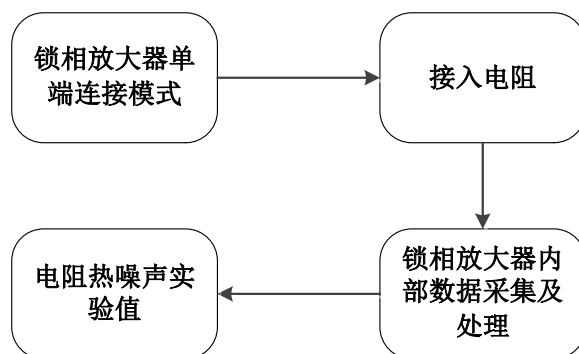 锁相放大器单
端连接模式
接入电阻
锁相放大器内
部数据采集及
处理
电阻热噪声实
验值